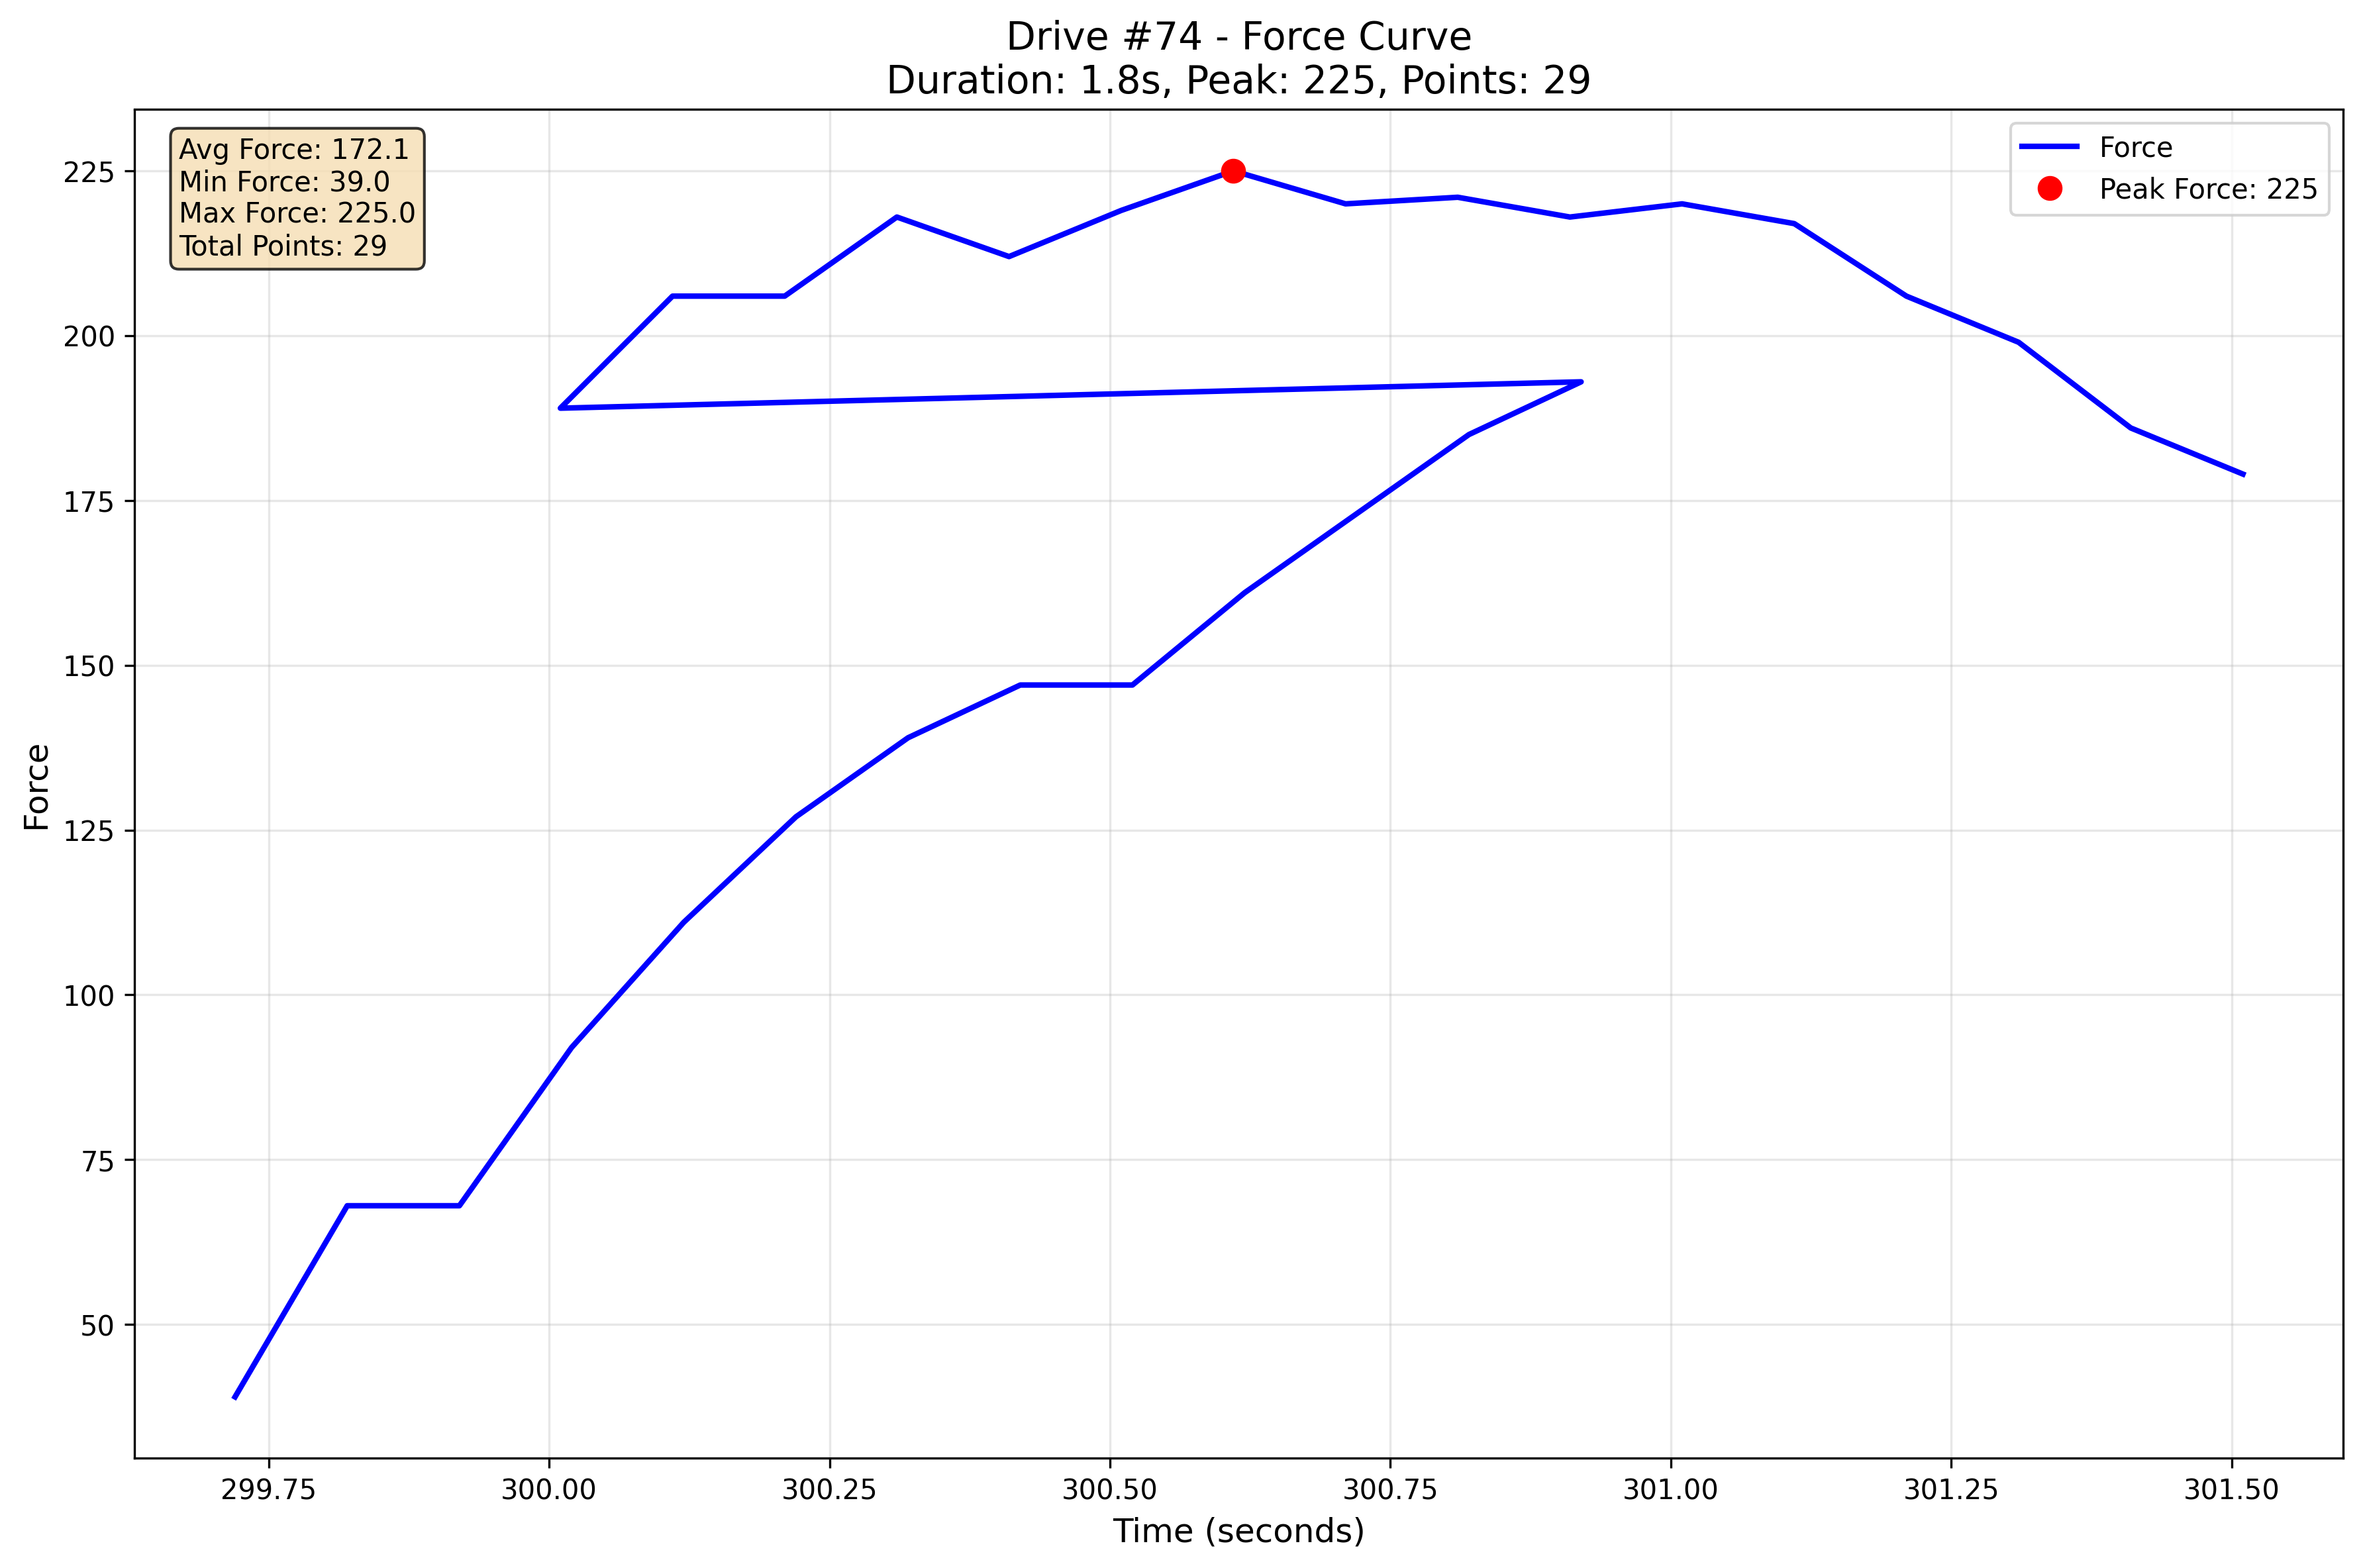 Drive #74 - Force Curve
Duration: 1.8s, Peak: 225, Points: 29
Avg Force: 172.1
Min Force: 39.0
Max Force: 225.0
Total Points: 29
Force
Peak Force: 225
225
200
175
150
125
100
75
50
Force
299.75 300.00 300.25 300.50 300.75 301.00 301.25 301.50
Time (seconds)